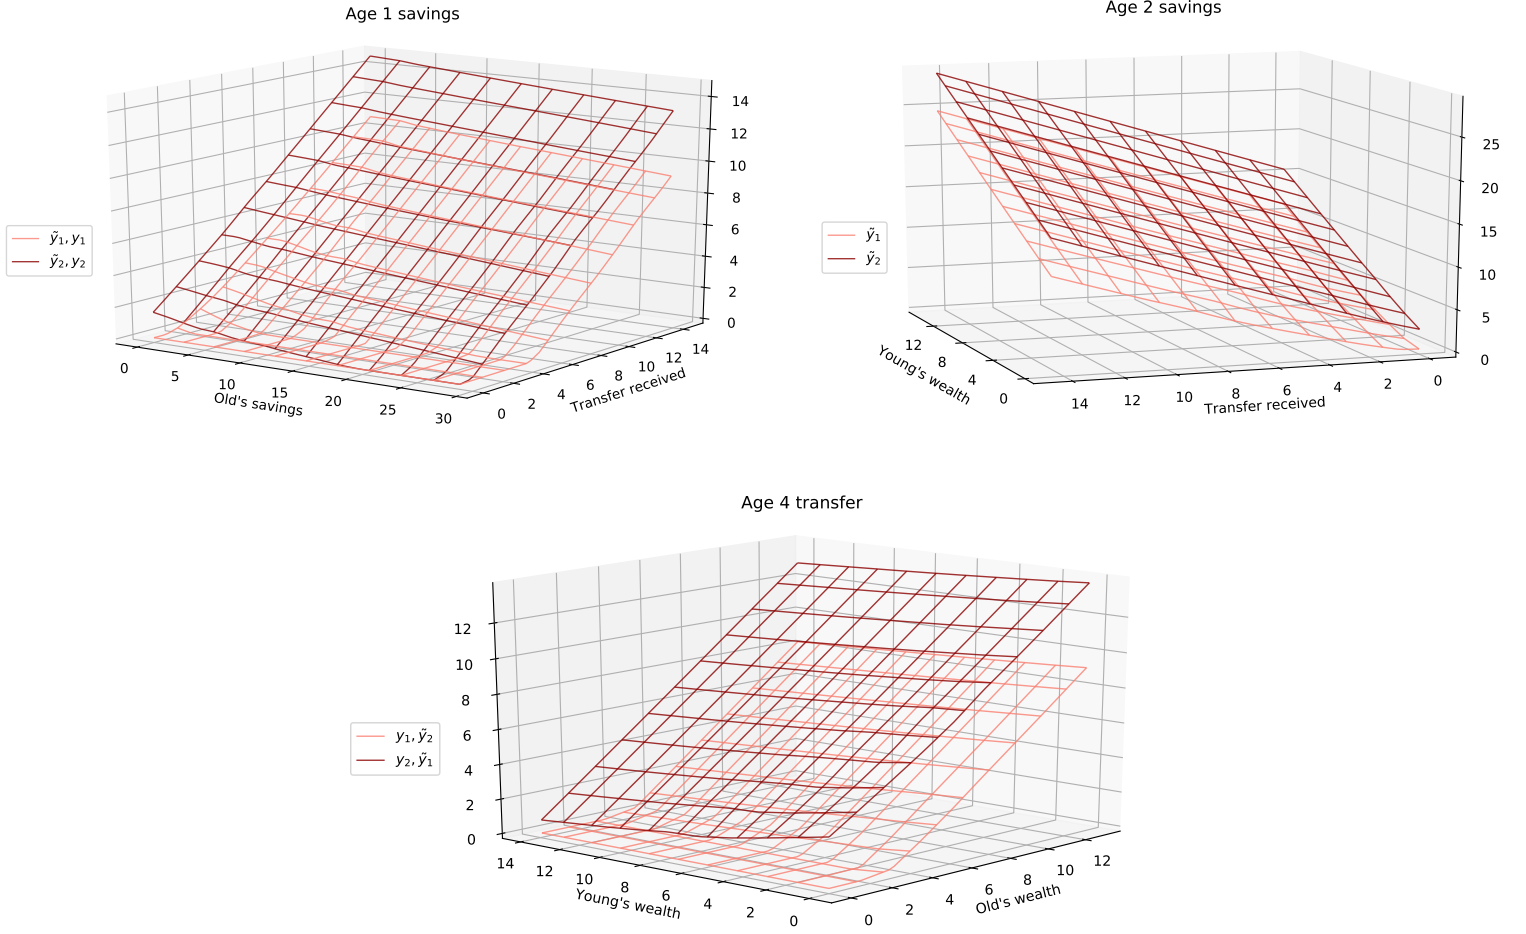 Age 1 savings
ỹ₁, y₁
ỹ₂, y₂
0 5 10 15 20 25 30
Old's savings
0 2 4 6 8 10 12 14
Transfer received
0 2 4 6 8 10 12 14
Age 2 savings
ỹ₁
ỹ₂
12 8 4 0
Young's wealth
14 12 10 8 6 4 2 0
Transfer received
0 5 10 15 20 25
Age 4 transfer
y₁, ỹ₂
y₂, ỹ₁
12 10 8 6 4 2 0
14 12 10 8 6 4 2 0
Young's wealth
0 2 4 6 8 10 12
Old's wealth